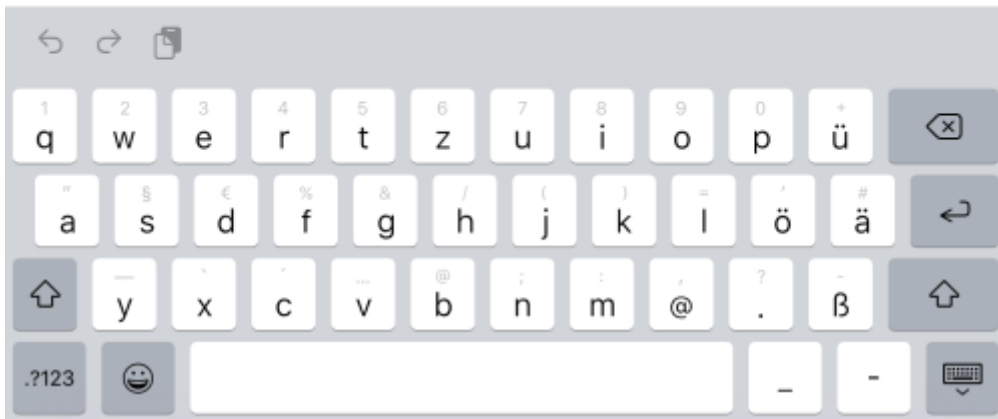 1 2 3 4 5 6 7 8 9 0 +
q w e r t z u i o p ü
" § € % & / ( ) = ' #
a s d f g h j k l ö ä
— ` ´ ... @ ; : , ? -
y x c v b n m @ . ß
.?123 _ -